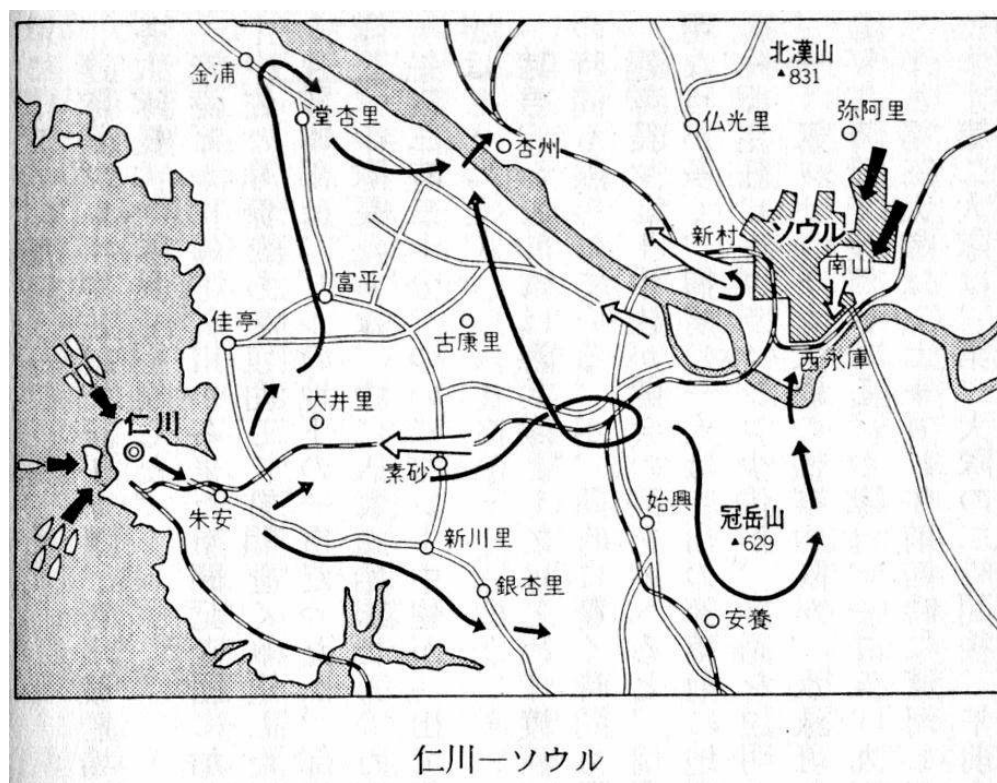 金浦
北漢山
▲831
堂杏里
弥阿里
仏光里
杏州
ソウル
新村
南山
富平
佳亭
古康里
西氷庫
大井里
仁川
素砂
朱安
始興
冠岳山
▲629
新川里
銀杏里
安養
仁川ーソウル